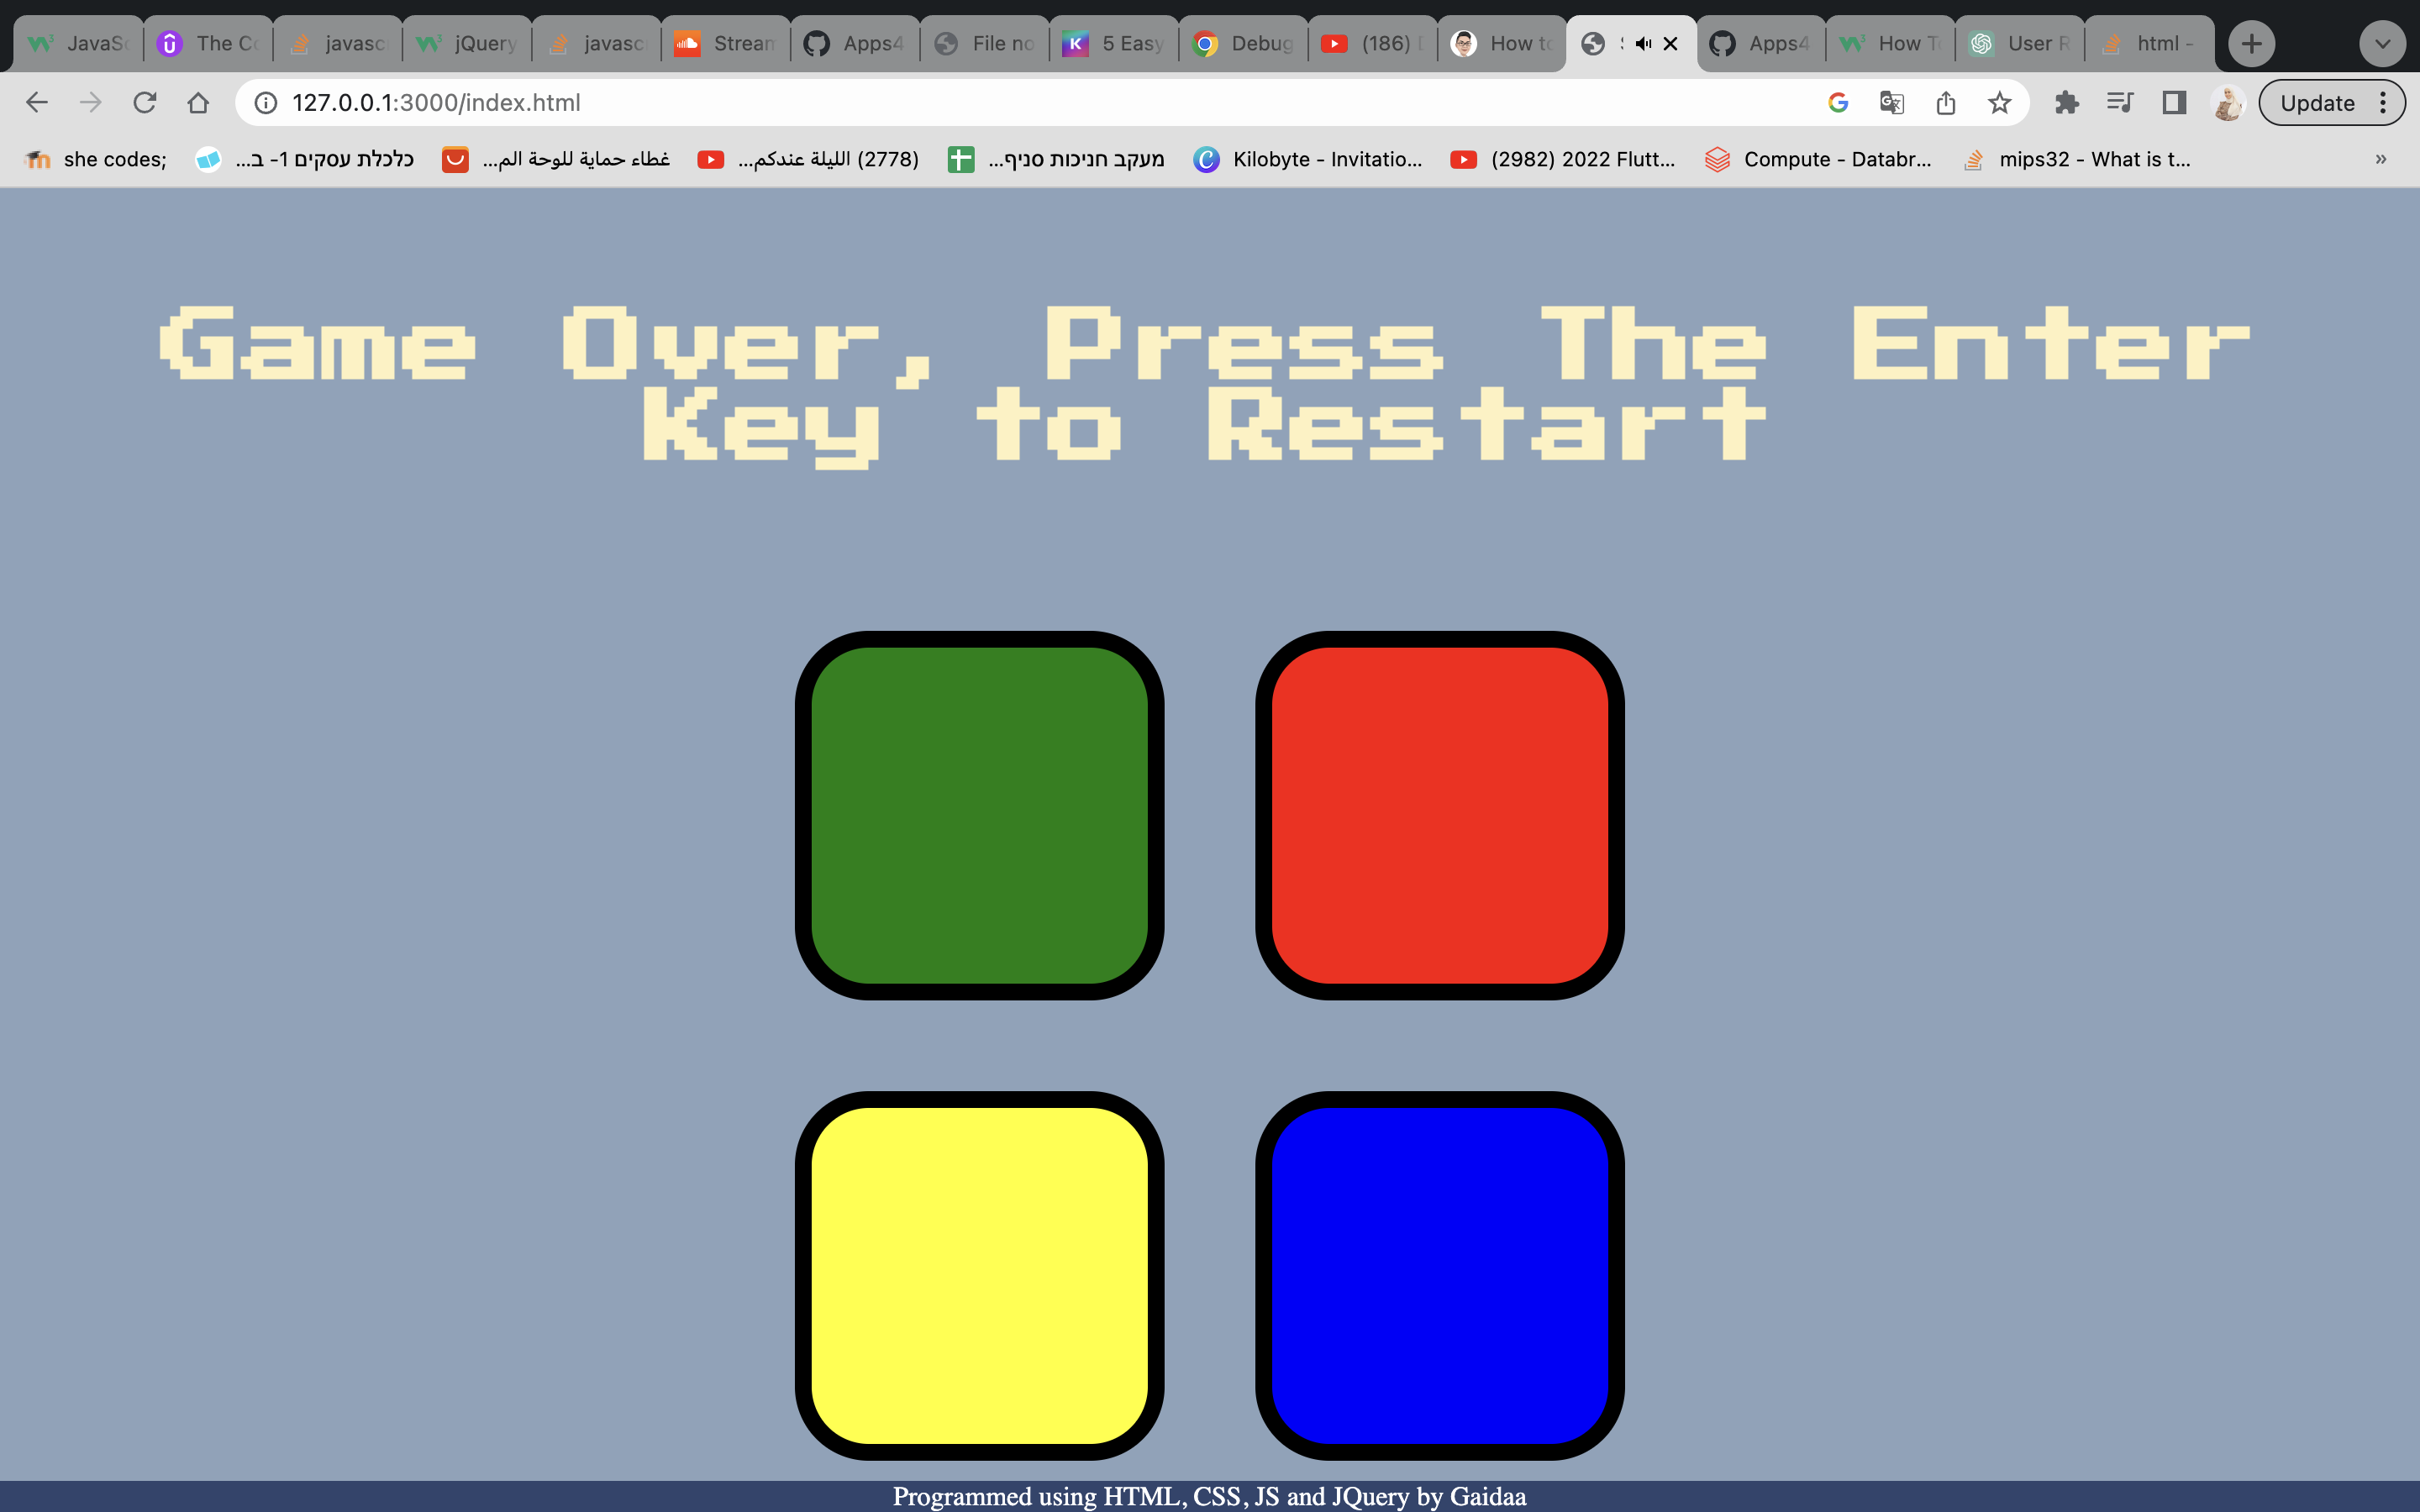 JavaSc
The Co
javasc
jQuery
javasc
Stream
Apps4
File no
5 Easy
Debug
(186)
How to
Apps4
How To
User R
html -
127.0.0.1:3000/index.html
Update
she codes;
כלכלת עסקים 1- ב...
غطاء حماية للوحة الم...
(2778) الليلة عندكم...
מעקב חניכות סניף...
Kilobyte - Invitatio...
(2982) 2022 Flutt...
Compute - Databr...
mips32 - What is t...
Game Over, Press The Enter
Key to Restart
Programmed using HTML, CSS, JS and JQuery by Gaidaa